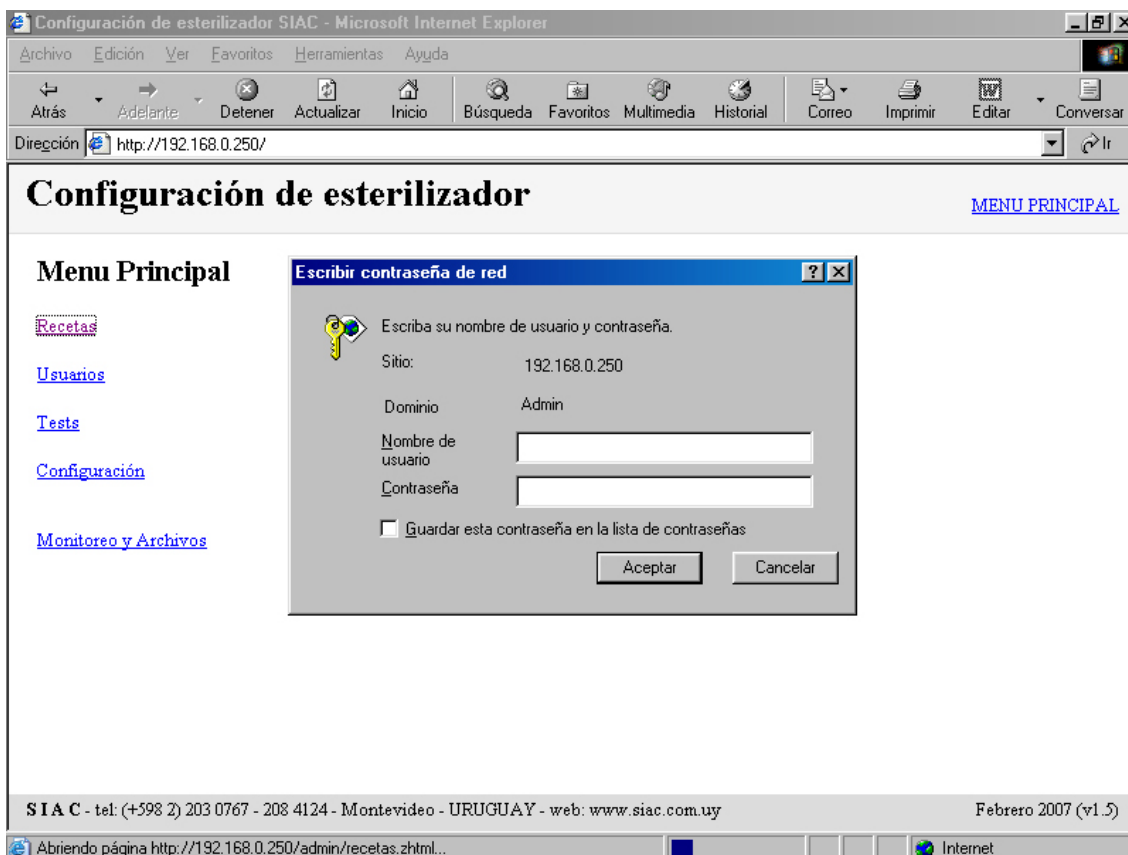 Configuración de esterilizador SIAC - Microsoft Internet Explorer
Archivo Edición Ver Favoritos Herramientas Ayuda
Atrás Adelante Detener Actualizar Inicio Búsqueda Favoritos Multimedia Historial Correo Imprimir Editar Conversar
Dirección http://192.168.0.250/ Ir
Configuración de esterilizador
MENU PRINCIPAL
Menu Principal
Recetas
Usuarios
Tests
Configuración
Monitoreo y Archivos
Escribir contraseña de red
Escriba su nombre de usuario y contraseña.
Sitio: 192.168.0.250
Dominio Admin
Nombre de
usuario
Contraseña
Guardar esta contraseña en la lista de contraseñas
Aceptar Cancelar
S I A C - tel: (+598 2) 203 0767 - 208 4124 - Montevideo - URUGUAY - web: www.siac.com.uy Febrero 2007 (v1.5)
Abriendo página http://192.168.0.250/admin/recetas.zhtml... Internet